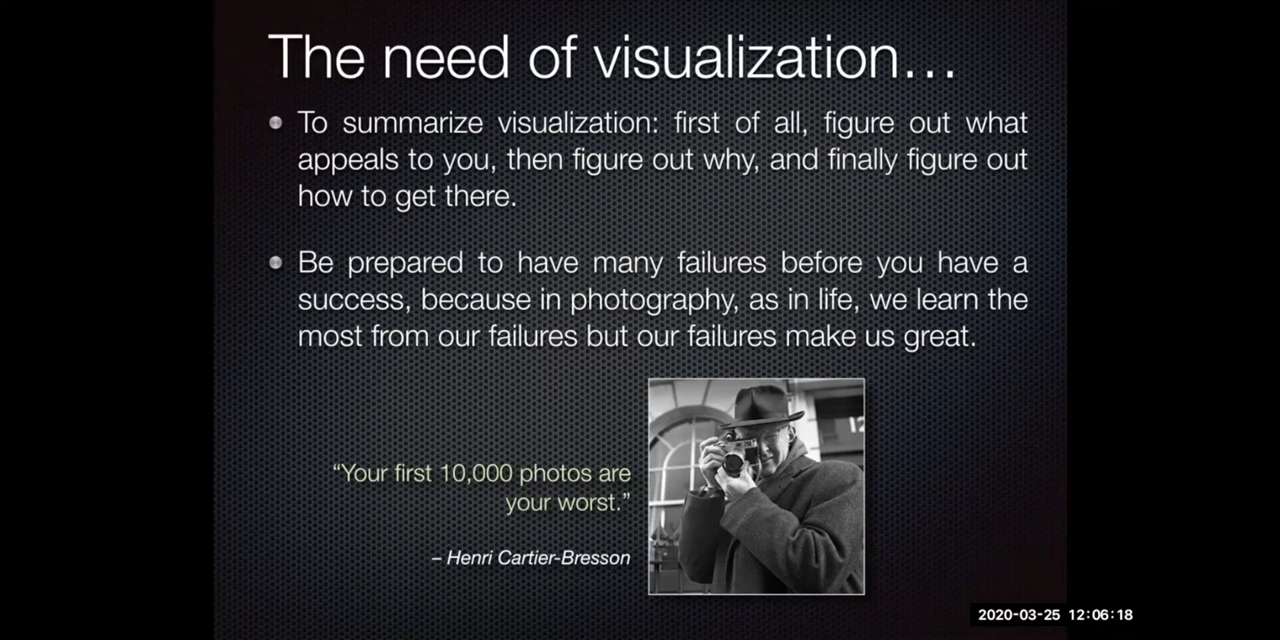 The need of visualization...
To summarize visualization: first of all, figure out what
appeals to you, then figure out why, and finally figure out
how to get there.
Be prepared to have many failures before you have a
success, because in photography, as in life, we learn the
most from our failures but our failures make us great.
“Your first 10,000 photos are
your worst.”
– Henri Cartier-Bresson
2020-03-25 12:06:18